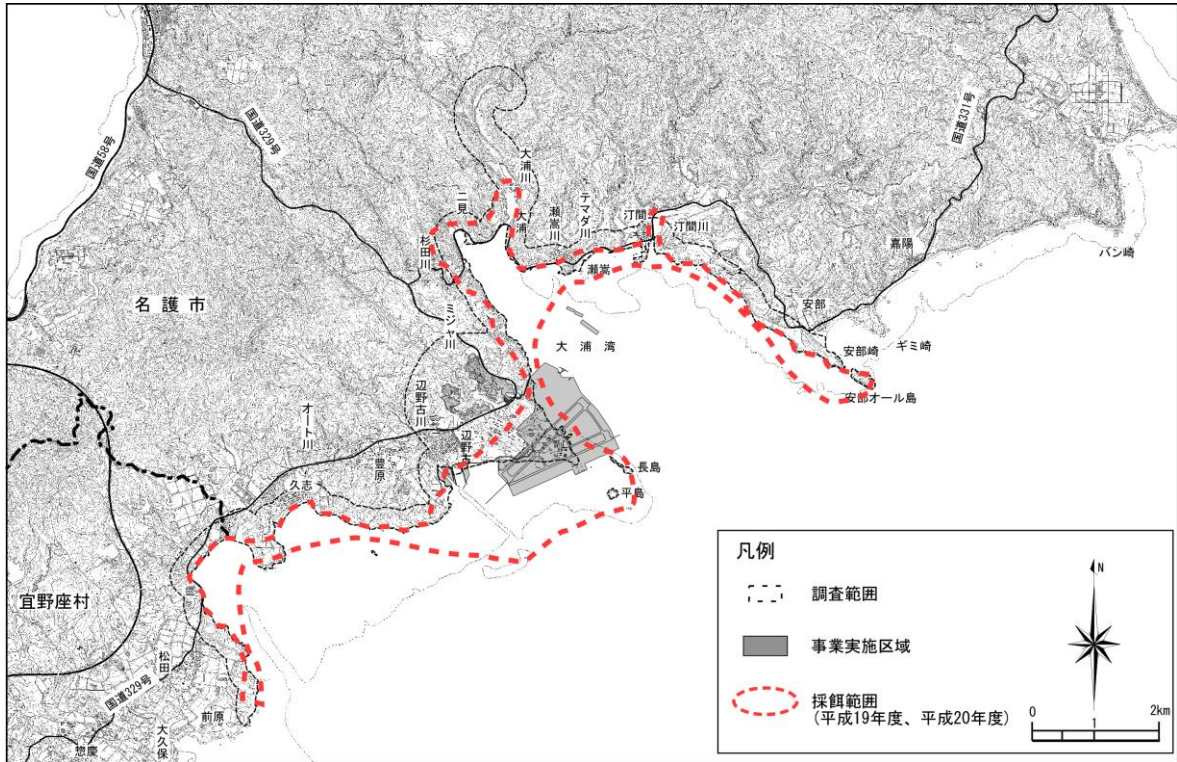 国道58号
国道329号
国道331号
大浦川
二見
大浦
瀬嵩川
テマダ川
汀間
汀間川
杉田川
瀬嵩
嘉陽
バン崎
名護市
ミジャ川
大浦湾
安部
安部崎
ギミ崎
安部オール島
辺野古川
オート川
辺野古
豊原
久志
長島
平島
宜野座村
松田
国道329号
前原
大久保
惣慶
凡例
調査範囲
事業実施区域
採餌範囲
(平成19年度、平成20年度)
N
0 1 2km